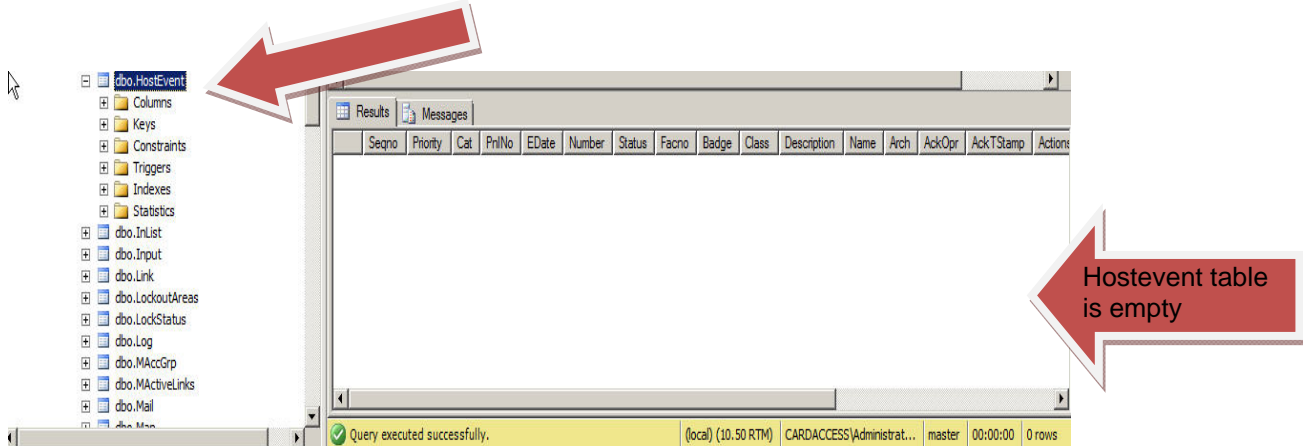 dbo.HostEvent
Columns
Keys
Constraints
Triggers
Indexes
Statistics
dbo.InList
dbo.Input
dbo.Link
dbo.LockoutAreas
dbo.LockStatus
dbo.Log
dbo.MAccGrp
dbo.MActiveLinks
dbo.Mail
dbo.Map
Results Messages
Seqno Priority Cat PnlNo EDate Number Status Facno Badge Class Description Name Arch AckOpr AckTStamp Actions
Hostevent table
is empty
Query executed successfully. (local) (10.50 RTM) CARDACCESS\Administrat... master 00:00:00 0 rows